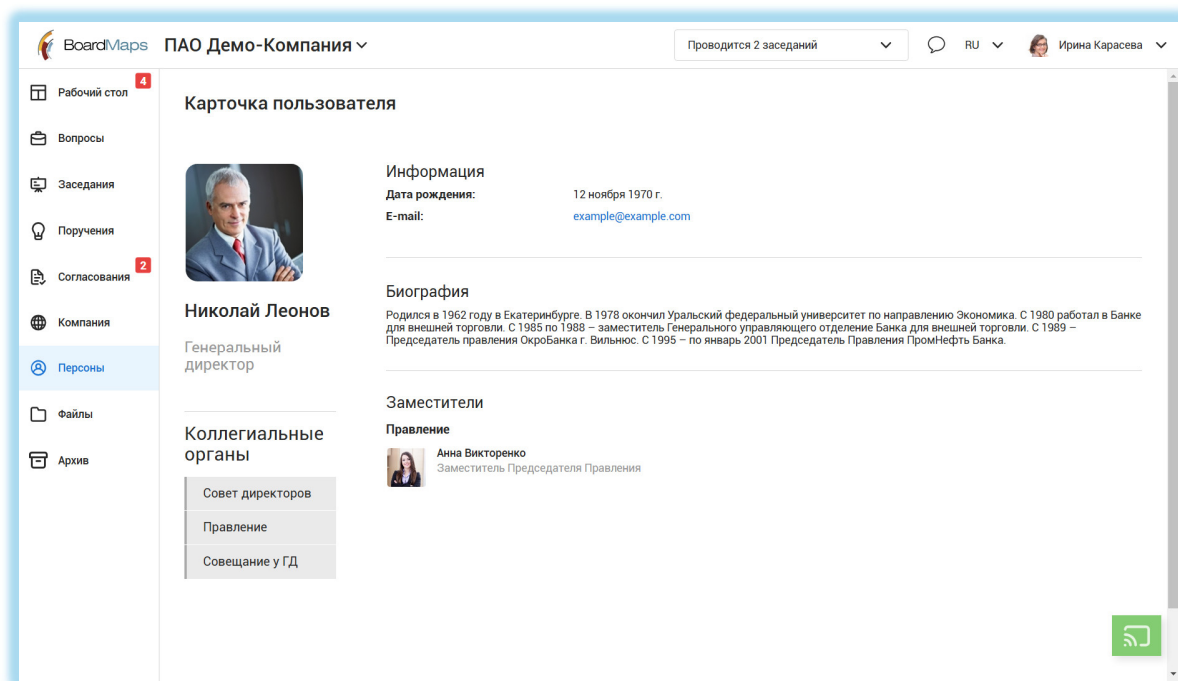 BoardMaps ПАО Демо-Компания Проводится 2 заседаний RU Ирина Карасева
Рабочий стол 4
Вопросы
Заседания
Поручения
Согласования 2
Компания
Персоны
Файлы
Архив
Карточка пользователя
Николай Леонов
Генеральный
директор
Коллегиальные
органы
Совет директоров
Правление
Совещание у ГД
Информация
Дата рождения: 12 ноября 1970 г.
E-mail: example@example.com
Биография
Родился в 1962 году в Екатеринбурге. В 1978 окончил Уральский федеральный университет по направлению Экономика. С 1980 работал в Банке
для внешней торговли. С 1985 по 1988 – заместитель Генерального управляющего отделение Банка для внешней торговли. С 1989 –
Председатель правления ОкроБанка г. Вильнюс. С 1995 – по январь 2001 Председатель Правления ПромНефть Банка.
Заместители
Правление
Анна Викторенко
Заместитель Председателя Правления